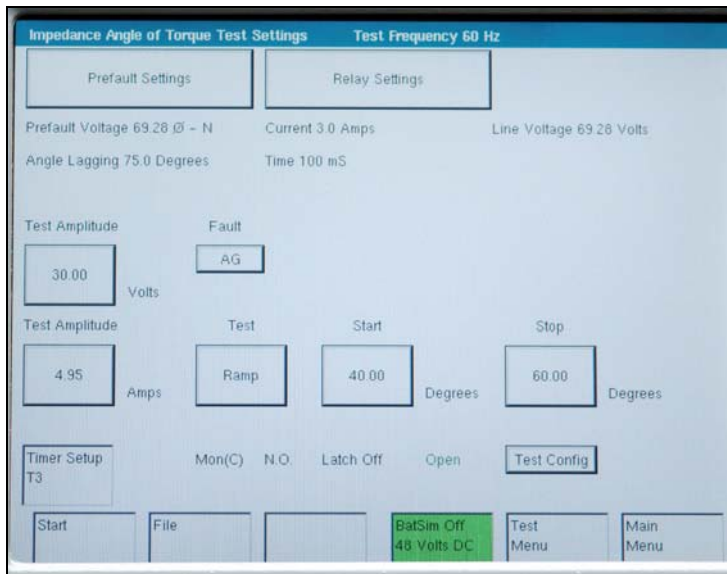 Impedance Angle of Torque Test Settings Test Frequency 60 Hz
Prefault Settings Relay Settings
Prefault Voltage 69.28 Ø - N Current 3.0 Amps Line Voltage 69.28 Volts
Angle Lagging 75.0 Degrees Time 100 mS
Test Amplitude Fault
30.00 Volts AG
Test Amplitude Test Start Stop
4.95 Amps Ramp 40.00 Degrees 60.00 Degrees
Timer Setup
T3 Mon(C) N.O. Latch Off Open Test Config
Start File BatSim Off Test Main
48 Volts DC Menu Menu